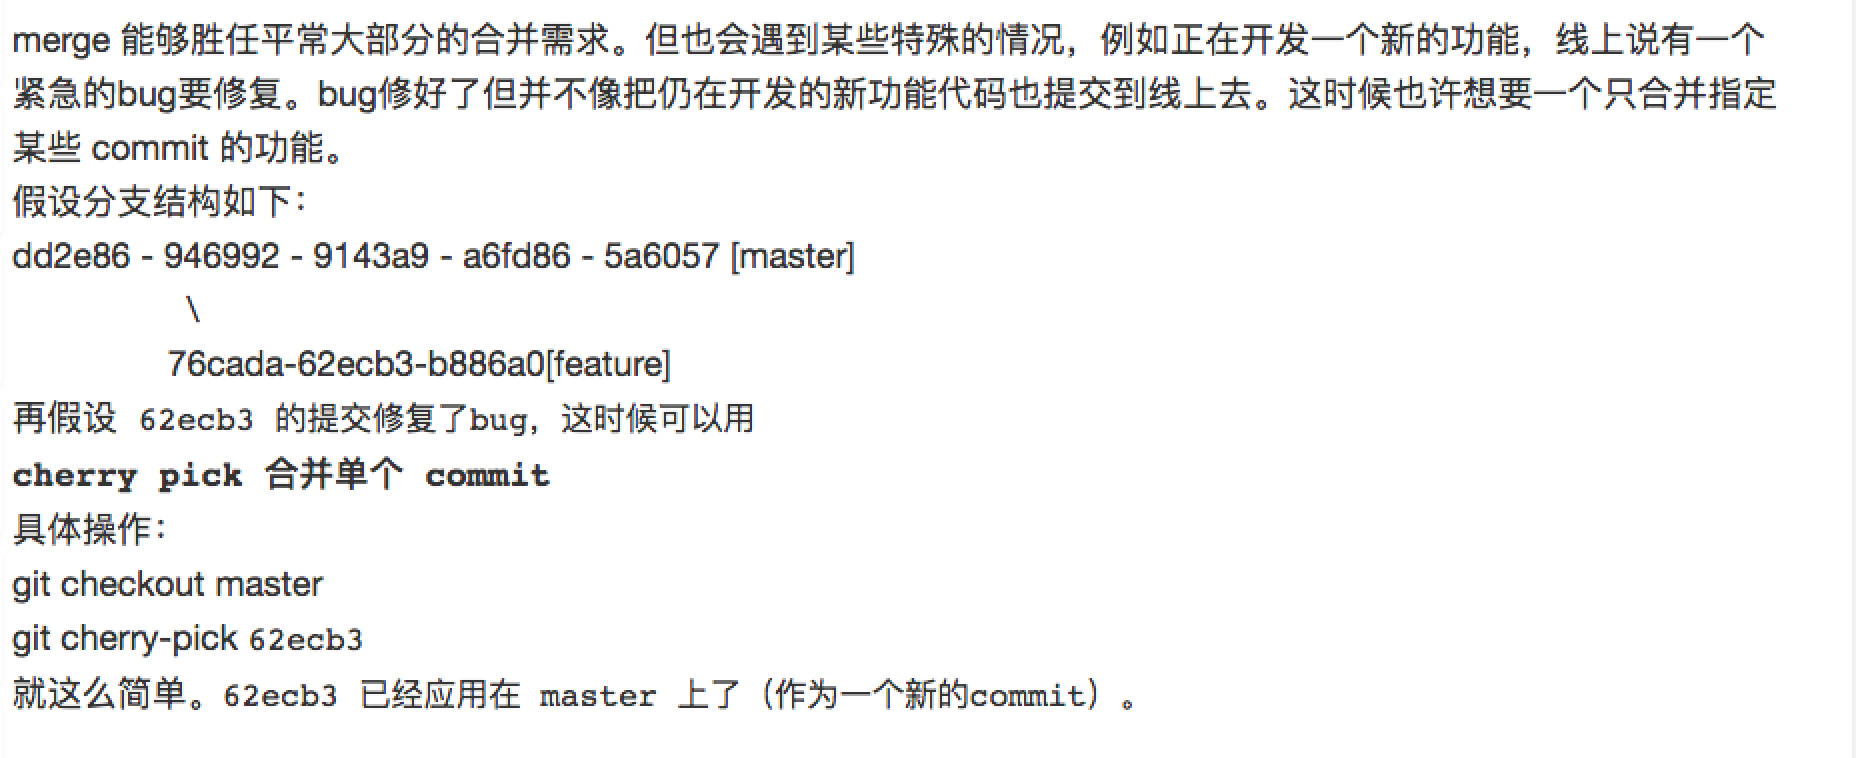 merge 能够胜任平常大部分的合并需求。但也会遇到某些特殊的情况，例如正在开发一个新的功能，线上说有一个
紧急的bug要修复。bug修好了但并不像把仍在开发的新功能代码也提交到线上去。这时候也许想要一个只合并指定
某些 commit 的功能。
假设分支结构如下：
dd2e86 - 946992 - 9143a9 - a6fd86 - 5a6057 [master]
\
76cada-62ecb3-b886a0[feature]
再假设 62ecb3 的提交修复了bug，这时候可以用
cherry pick 合并单个 commit
具体操作：
git checkout master
git cherry-pick 62ecb3
就这么简单。62ecb3 已经应用在 master 上了（作为一个新的commit）。